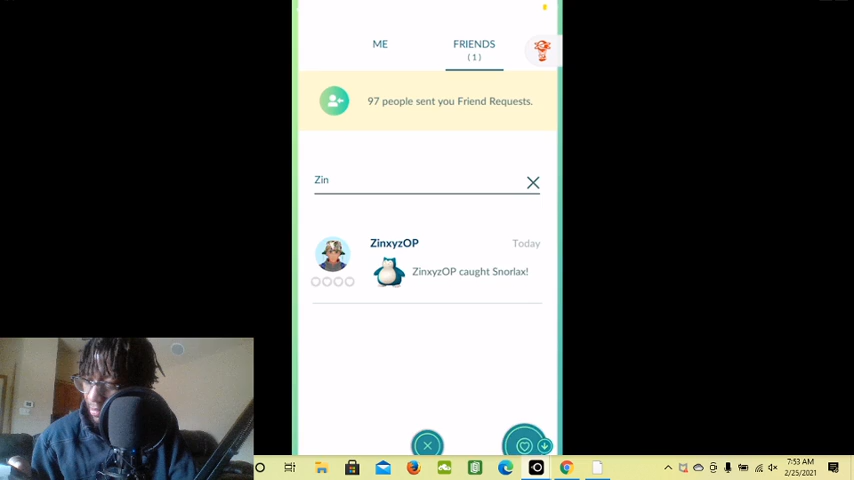 ME
FRIENDS
(1)
97 people sent you Friend Requests.
Zin
ZinxyzOP
Today
ZinxyzOP caught Snorlax!
7:53 AM
2/25/2021